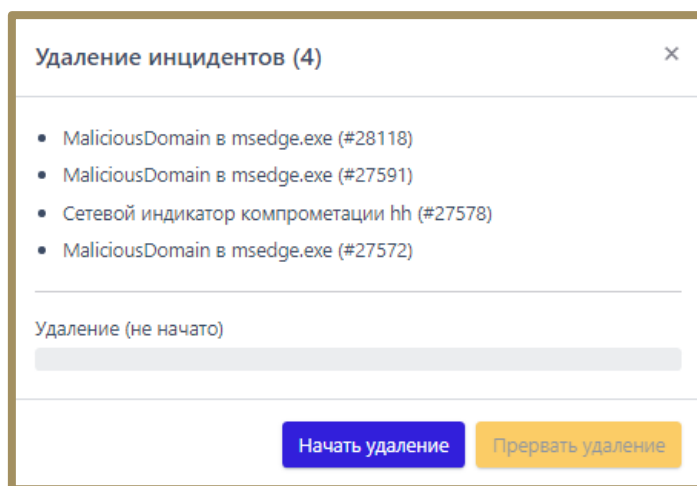 Удаление инцидентов (4)
MaliciousDomain в msedge.exe (#28118)
MaliciousDomain в msedge.exe (#27591)
Сетевой индикатор компрометации hh (#27578)
MaliciousDomain в msedge.exe (#27572)
Удаление (не начато)
Начать удаление
Прервать удаление